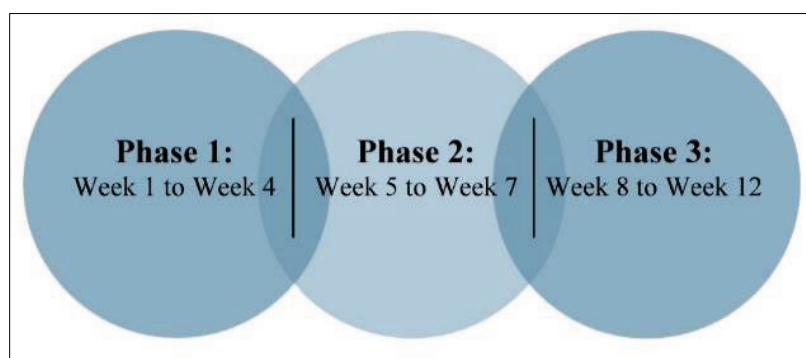 Phase 1:
Week 1 to Week 4
Phase 2:
Week 5 to Week 7
Phase 3:
Week 8 to Week 12